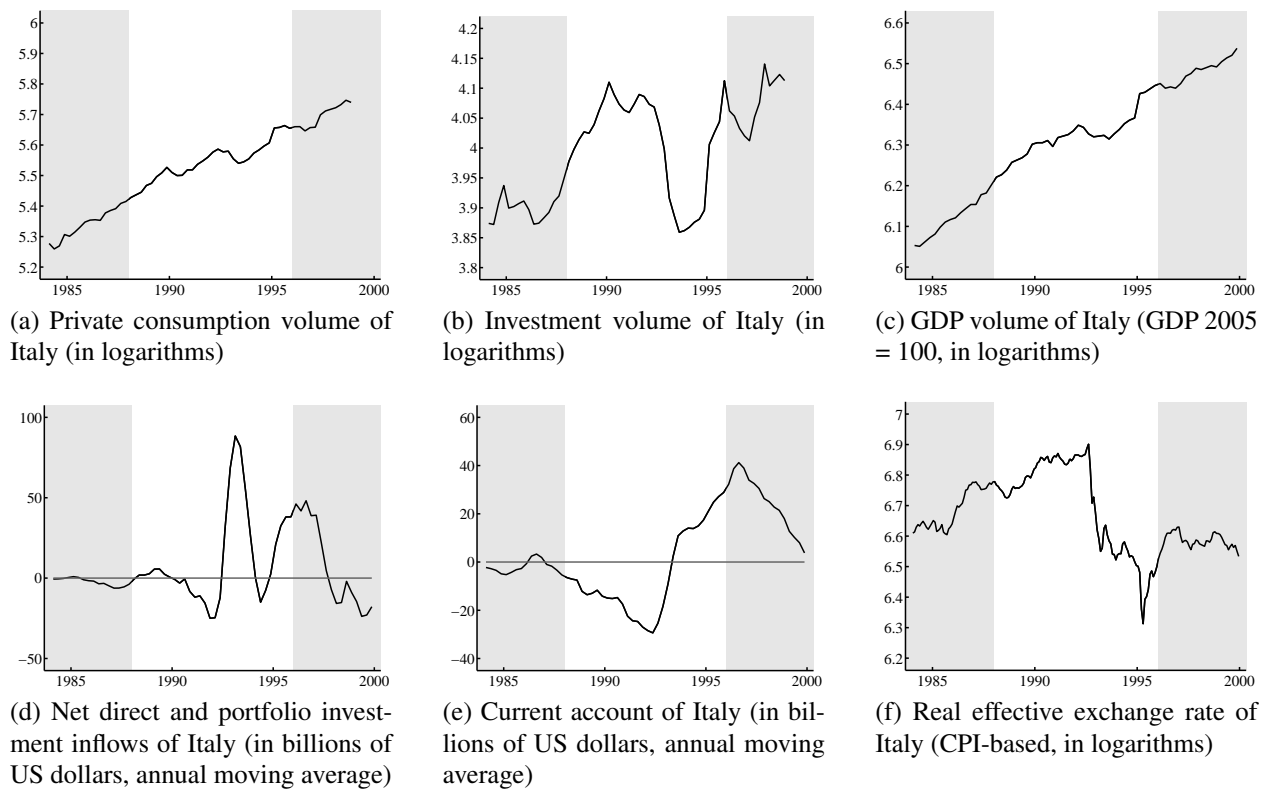 6
5.9
5.8
5.7
5.6
5.5
5.4
5.3
5.2
1985 1990 1995 2000
(a) Private consumption volume of
Italy (in logarithms)
4.2
4.15
4.1
4.05
4
3.95
3.9
3.85
3.8
1985 1990 1995 2000
(b) Investment volume of Italy (in
logarithms)
6.6
6.5
6.4
6.3
6.2
6.1
6
1985 1990 1995 2000
(c) GDP volume of Italy (GDP 2005
= 100, in logarithms)
100
50
0
−50
1985 1990 1995 2000
(d) Net direct and portfolio invest-
ment inflows of Italy (in billions of
US dollars, annual moving average)
60
40
20
0
−20
−40
1985 1990 1995 2000
(e) Current account of Italy (in bil-
lions of US dollars, annual moving
average)
7
6.9
6.8
6.7
6.6
6.5
6.4
6.3
6.2
1985 1990 1995 2000
(f) Real effective exchange rate of
Italy (CPI-based, in logarithms)